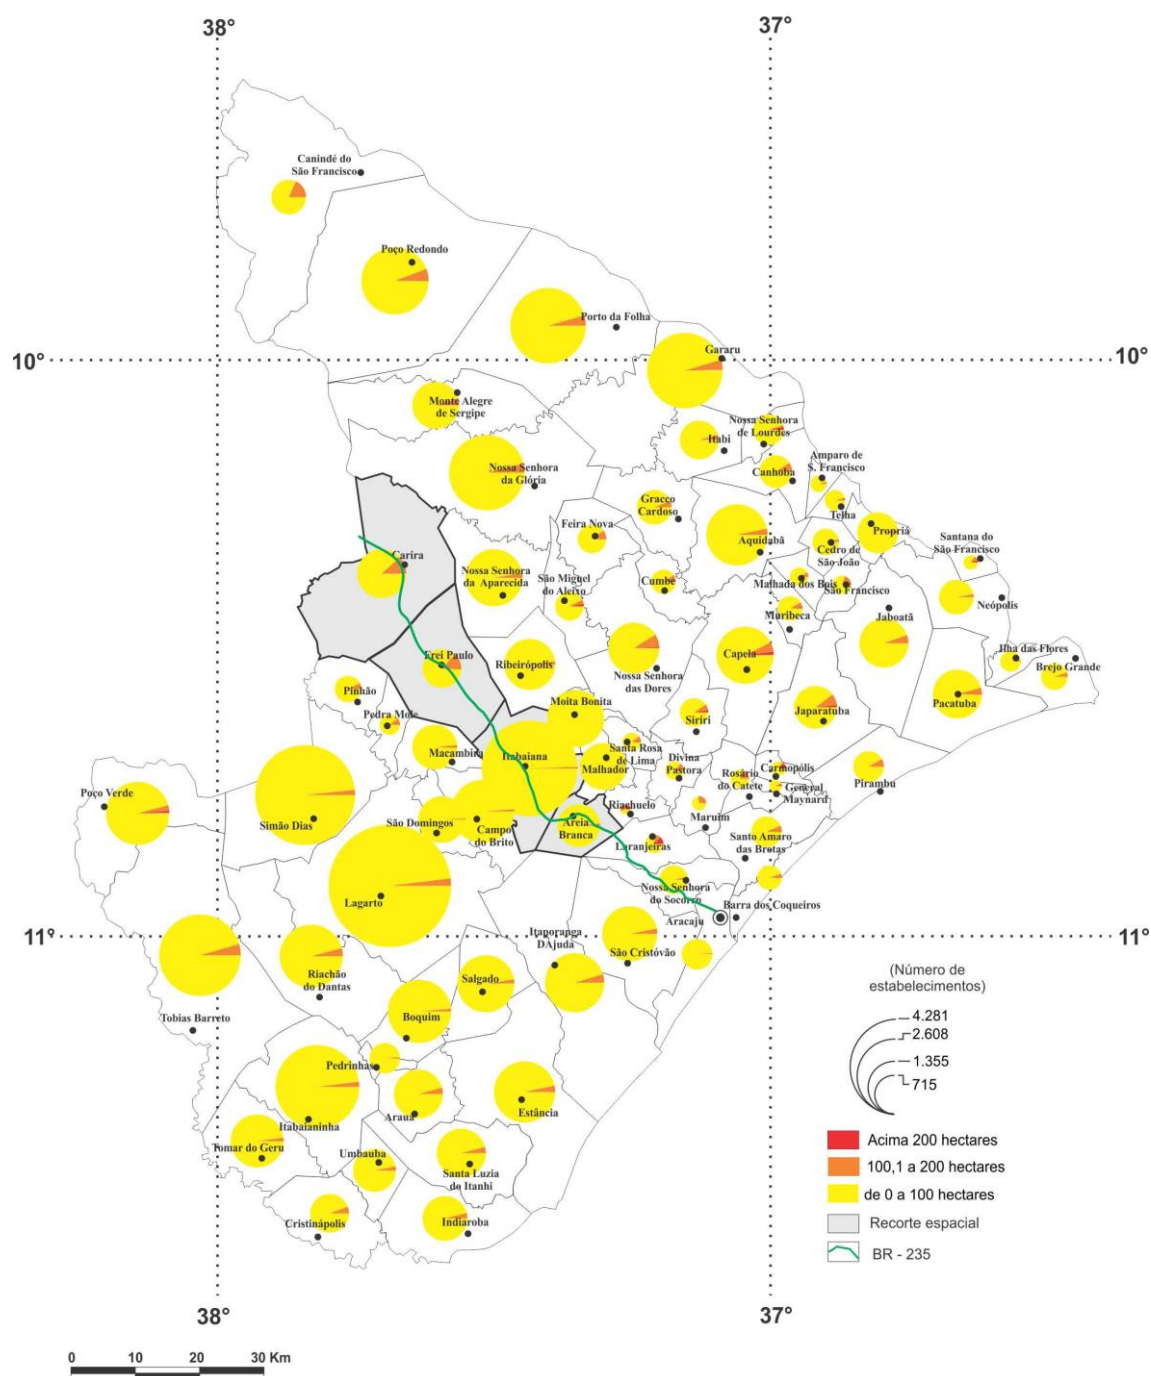 38°
37°
Canindé do
São Francisco
Poço Redondo
Porto da Folha
Gararu
10°
10°
Monte Alegre
de Sergipe
Nossa Senhora
de Lourdes
Itabi
Nossa Senhora
da Glória
Canhoba
Amparo de
S. Francisco
Gracco
Cardoso
Telha
Feira Nova
Propriá
Aquidabã
Santana do
São Francisco
Cedro de
São João
Carira
Nossa Senhora
da Aparecida
São Miguel
do Aleixo
Cumbe
Malhada dos Bois
São Francisco
Neópolis
Muribeca
Jaboatã
Frei Paulo
Ribeirópolis
Capela
Ilha das Flores
Brejo Grande
Nossa Senhora
das Dores
Pinhão
Moita Bonita
Pacatuba
Pedra Mole
Siriri
Japaratuba
Macambira
Itabaiana
Santa Rosa
de Lima
Malhador
Divina
Pastora
Carmopólis
Rosário
do Catete
General
Maynard
Pirambú
Poço Verde
Simão Dias
São Domingos
Campo
do Brito
Areia
Branca
Riachuelo
Maruim
Laranjeiras
Santo Amaro
das Brotas
Nossa Senhora
do Socorro
Lagarto
Barra dos Coqueiros
Aracaju
Itaporanga
DAjuda
11°
11°
São Cristóvão
Riachão
do Dantas
Salgado
(Número de
estabelecimentos)
Tobias Barreto
Boquim
4.281
2.608
Pedrinhas
1.355
715
Itabaianinha
Arauá
Estância
Acima 200 hectares
Tomar do Geru
Umbauba
100,1 a 200 hectares
Santa Luzia
do Itanhi
de 0 a 100 hectares
Cristinápolis
Indiaroba
Recorte espacial
BR - 235
38°
37°
0 10 20 30 Km